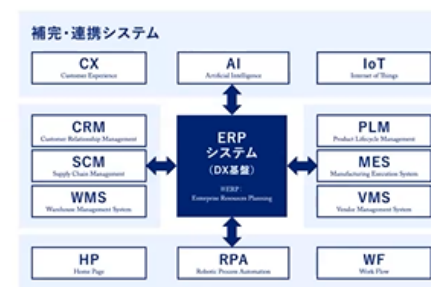 補完・連携システム
CX
Customer Experience
AI
Artificial Intelligence
IoT
Internet of Things
CRM
Customer Relationship Management
SCM
Supply Chain Management
WMS
Warehouse Management System
ERP
システム
(DX基盤)
※ERP:
Enterprise Resources Planning
PLM
Product Lifecycle Management
MES
Manufacturing Execution System
VMS
Vender Management System
HP
Home Page
RPA
Robotic Process Automation
WF
Work Flow